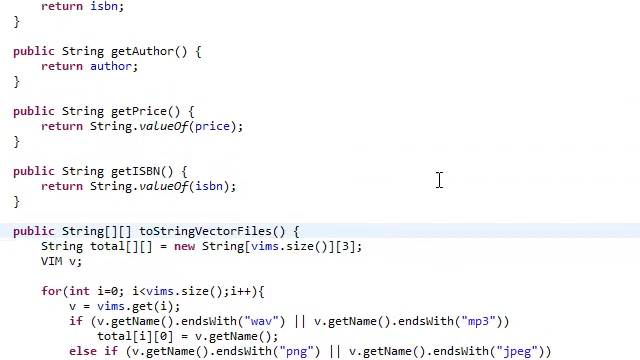 return isbn;
}
public String getAuthor() {
return author;
}
public String getPrice() {
return String.valueOf(price);
}
public String getISBN() {
return String.valueOf(isbn);
}
public String[][] toStringVectorFiles() {
String total[][] = new String[vims.size()][3];
VIM v;
for(int i=0; i<vims.size();i++){
v = vims.get(i);
if (v.getName().endsWith("wav") || v.getName().endsWith("mp3"))
total[i][0] = v.getName();
else if (v.getName().endsWith("png") || v.getName().endsWith("jpeg"))